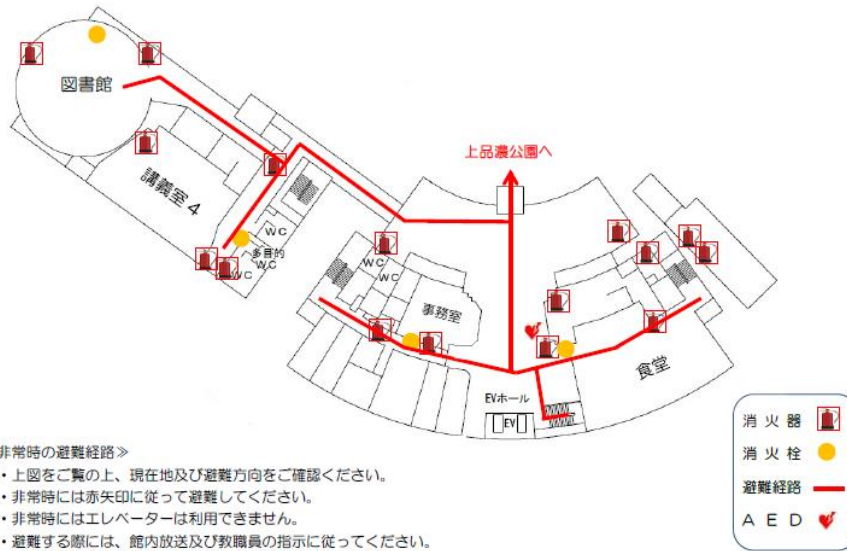 図書館
上品濃公園へ
講義室4
WC
多目的
WC
WC
WC
WC
事務室
食堂
EVホール
EV
非常時の避難経路≫
・上図をご覧の上、現在地及び避難方向をご確認ください。
・非常時には赤矢印に従って避難してください。
・非常時にはエレベーターは利用できません。
・避難する際には、館内放送及び教職員の指示に従ってください。
消火器
消火栓
避難経路
AED